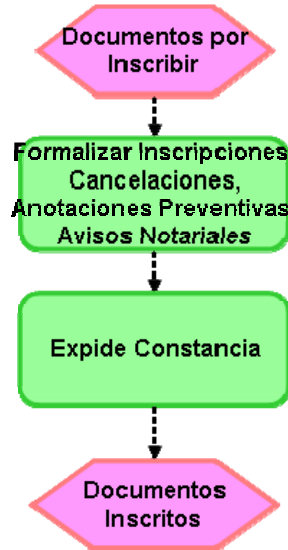 Documentos por
Inscribir
Formalizar Inscripciones
Cancelaciones,
Anotaciones Preventivas
Avisos Notariales
Expide Constancia
Documentos
Inscritos